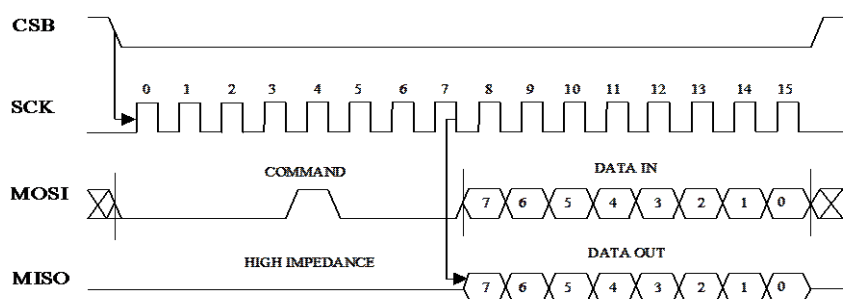 CSB
0 1 2 3 4 5 6 7 8 9 10 11 12 13 14 15
SCK
COMMAND DATA IN
MOSI 7 6 5 4 3 2 1 0
HIGH IMPEDANCE DATA OUT
MISO 7 6 5 4 3 2 1 0